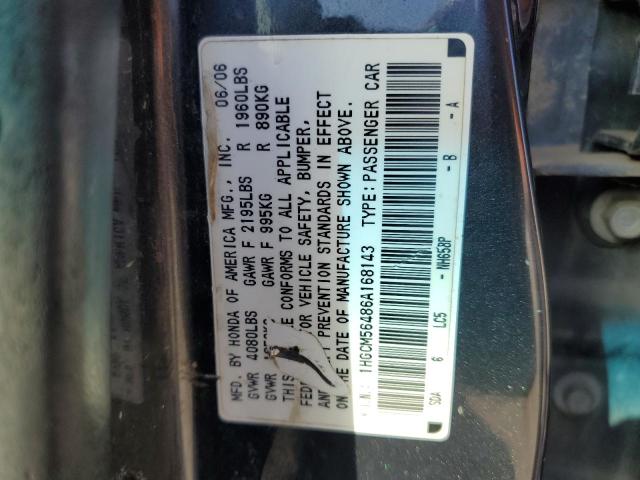 MFD. BY HONDA OF AMERICA MFG., INC. 06/06
GVWR 4080LBS GAWR F 2195LBS R 1960LBS
GVWR GAWR F 995KG R 890KG
THIS CONFORMS TO ALL APPLICABLE
VEHICLE SAFETY, BUMPER,
PREVENTION STANDARDS IN EFFECT
ON THE DATE OF MANUFACTURE SHOWN ABOVE.
1HGCM56486A168143 TYPE: PASSENGER CAR
SDA 6 LC5 - NH658P - B - A